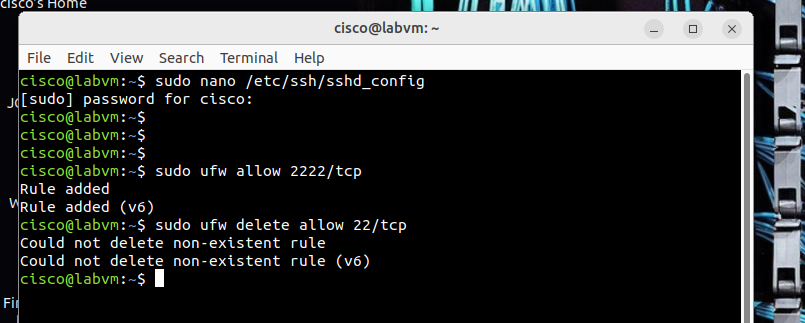 cisco's Home
cisco@labvm: ~
File Edit View Search Terminal Help
cisco@labvm:~$ sudo nano /etc/ssh/sshd_config
[sudo] password for cisco:
cisco@labvm:~$
cisco@labvm:~$
cisco@labvm:~$
cisco@labvm:~$ sudo ufw allow 2222/tcp
Rule added
Rule added (v6)
cisco@labvm:~$ sudo ufw delete allow 22/tcp
Could not delete non-existent rule
Could not delete non-existent rule (v6)
cisco@labvm:~$